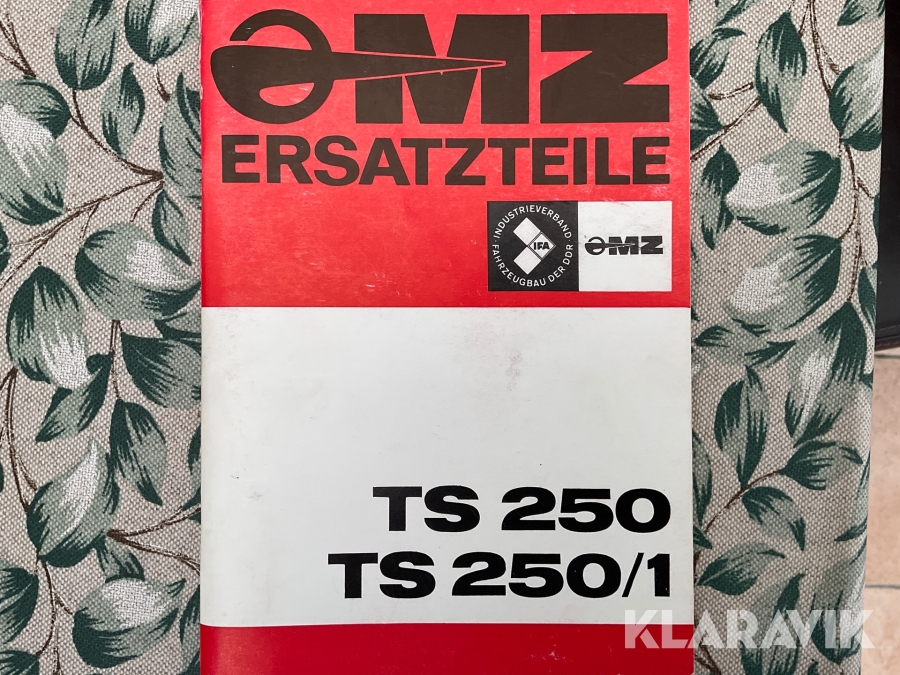 MZ
ERSATZTEILE
INDUSTRIEVERBAND
FAHRZEUGBAU DER DDR
IFA
MZ
TS 250
TS 250/1
KLARAVIK